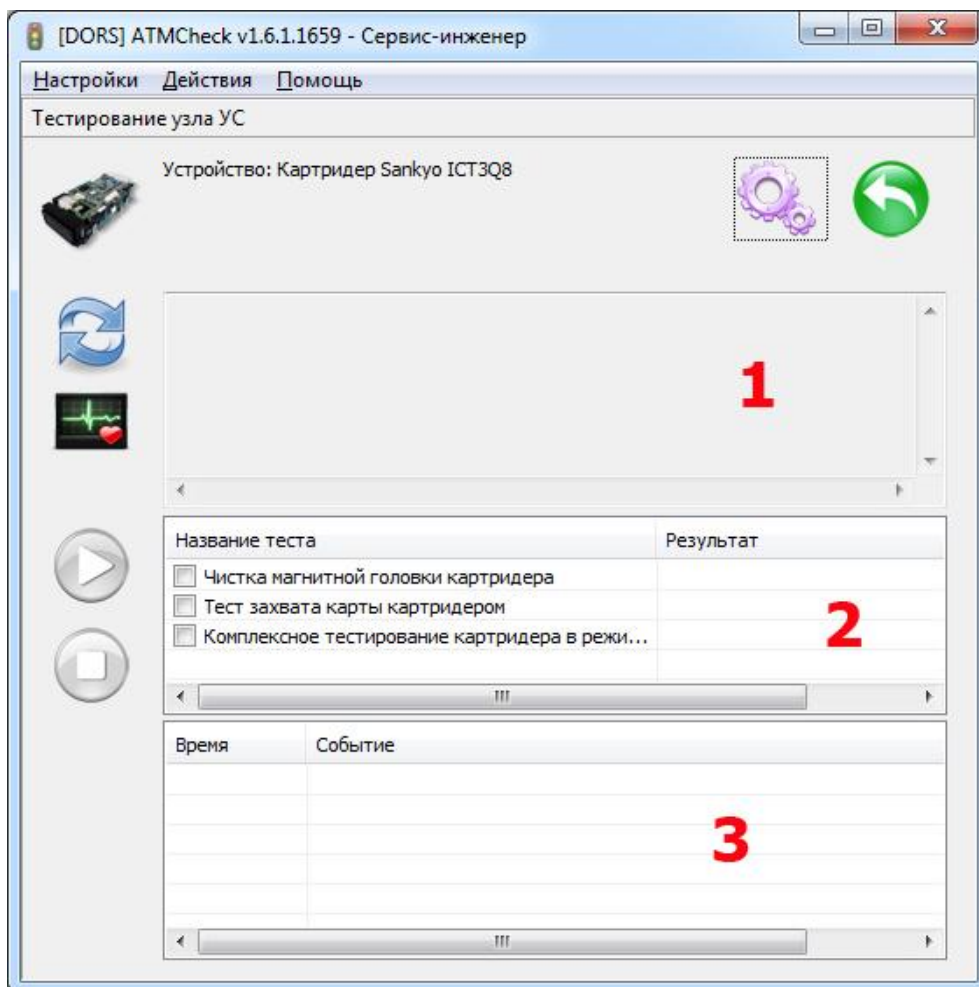 [DORS] ATMCheck v1.6.1.1659 - Сервис-инженер
Настройки Действия Помощь
Тестирование узла УС
Устройство: Картридер Sankyo ICT3Q8
1
Название теста Результат
Чистка магнитной головки картридера
Тест захвата карты картридером
Комплексное тестирование картридера в режи...
2
Время Событие
3